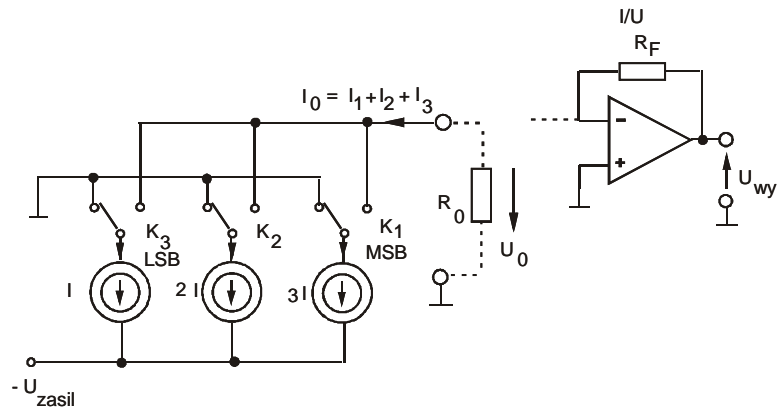 I/U
R_F
I_0 = I_1+I_2+I_3
-
+
U_wy
R_0
U_0
K_3
LSB
K_2
K_1
MSB
I
2 I
3 I
- U_zasil